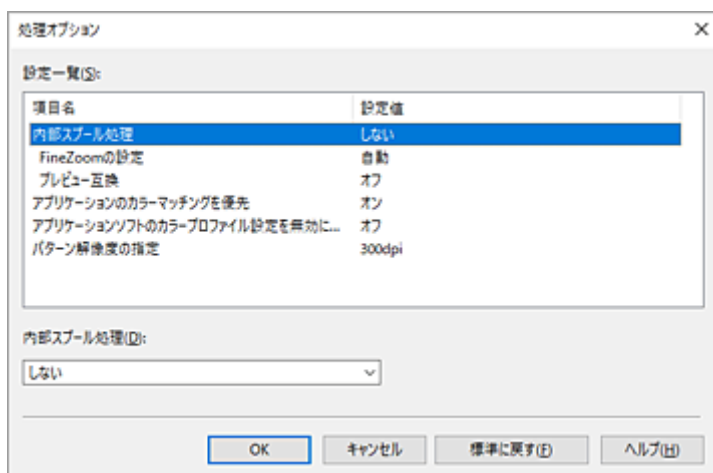 処理オプション
設定一覧(S):
項目名 設定値
内部スプール処理 しない
FineZoomの設定 自動
プレビュー互換 オフ
アプリケーションのカラーマッチングを優先 オン
アプリケーションソフトのカラープロファイル設定を無効に... オフ
パターン解像度の指定 300dpi
内部スプール処理(D):
しない
OK キャンセル 標準に戻す(F) ヘルプ(H)